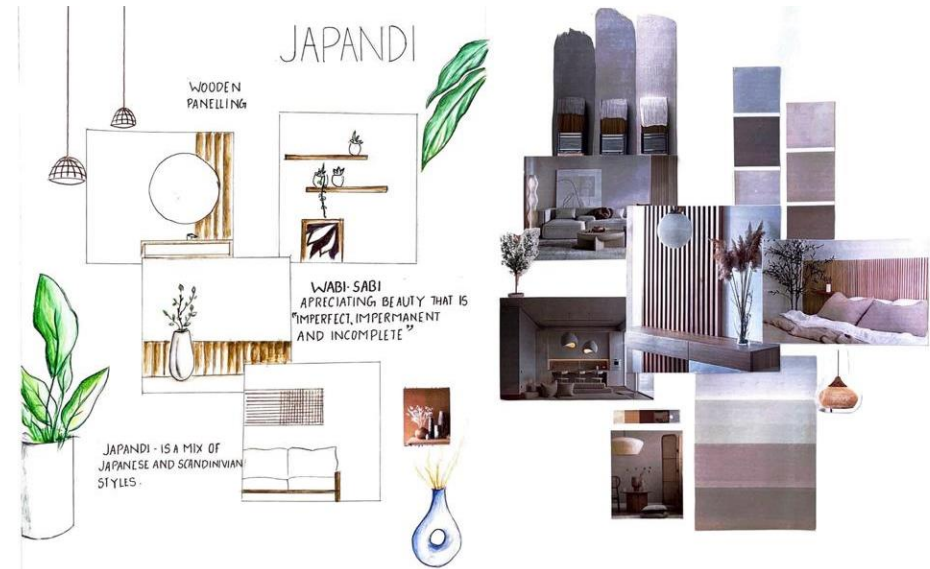 JAPANDI
WOODEN
PANELLING
WABI-SABI
APRECIATING BEAUTY THAT IS
"IMPERFECT, IMPERMANENT
AND INCOMPLETE"
JAPANDI - IS A MIX OF
JAPANESE AND SCANDINIVIAN
STYLES.